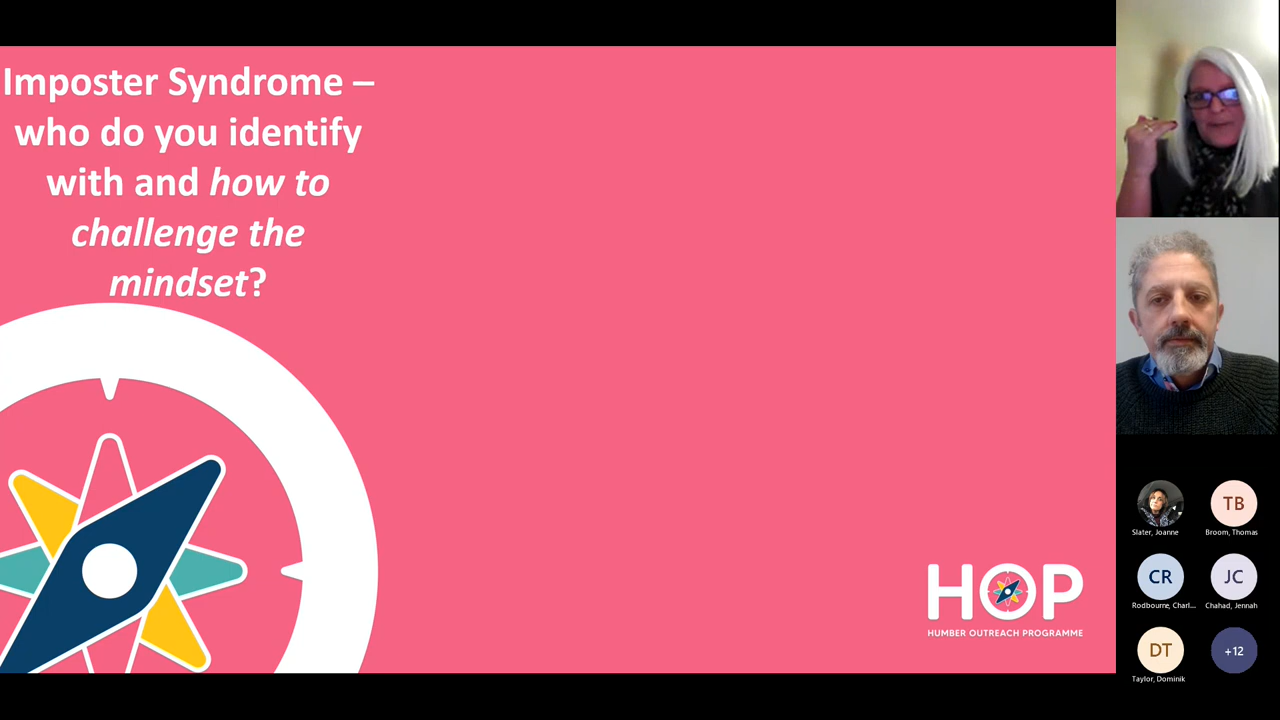 Imposter Syndrome –
who do you identify
with and how to
challenge the
mindset?
HOP
HUMBER OUTREACH PROGRAMME
Slater, Joanne
TB
Broom, Thomas
CR
Rodbourne, Charl...
JC
Chahad, Jennah
DT
Taylor, Dominik
+12